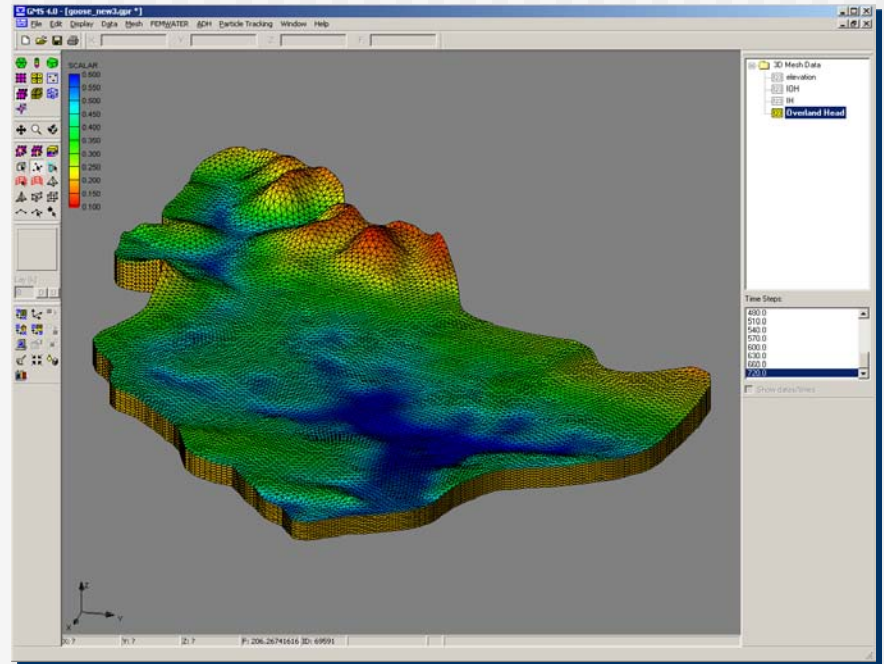 GMS 4.0 - [goose_new3.gpr *]
File Edit Display Data Mesh FEMWATER ADH Particle Tracking Window Help
X: Y: Z: F:
SCALAR
0.600
0.550
0.500
0.450
0.400
0.350
0.300
0.250
0.200
0.150
0.100
3D Mesh Data
elevation
IOH
IH
Overland Head
Time Steps:
480.0
510.0
540.0
570.0
600.0
630.0
660.0
720.0
Show dates/times
Z
Y
X
X: ? Y: ? Z: ? F: 206.26741616 ID: 69591